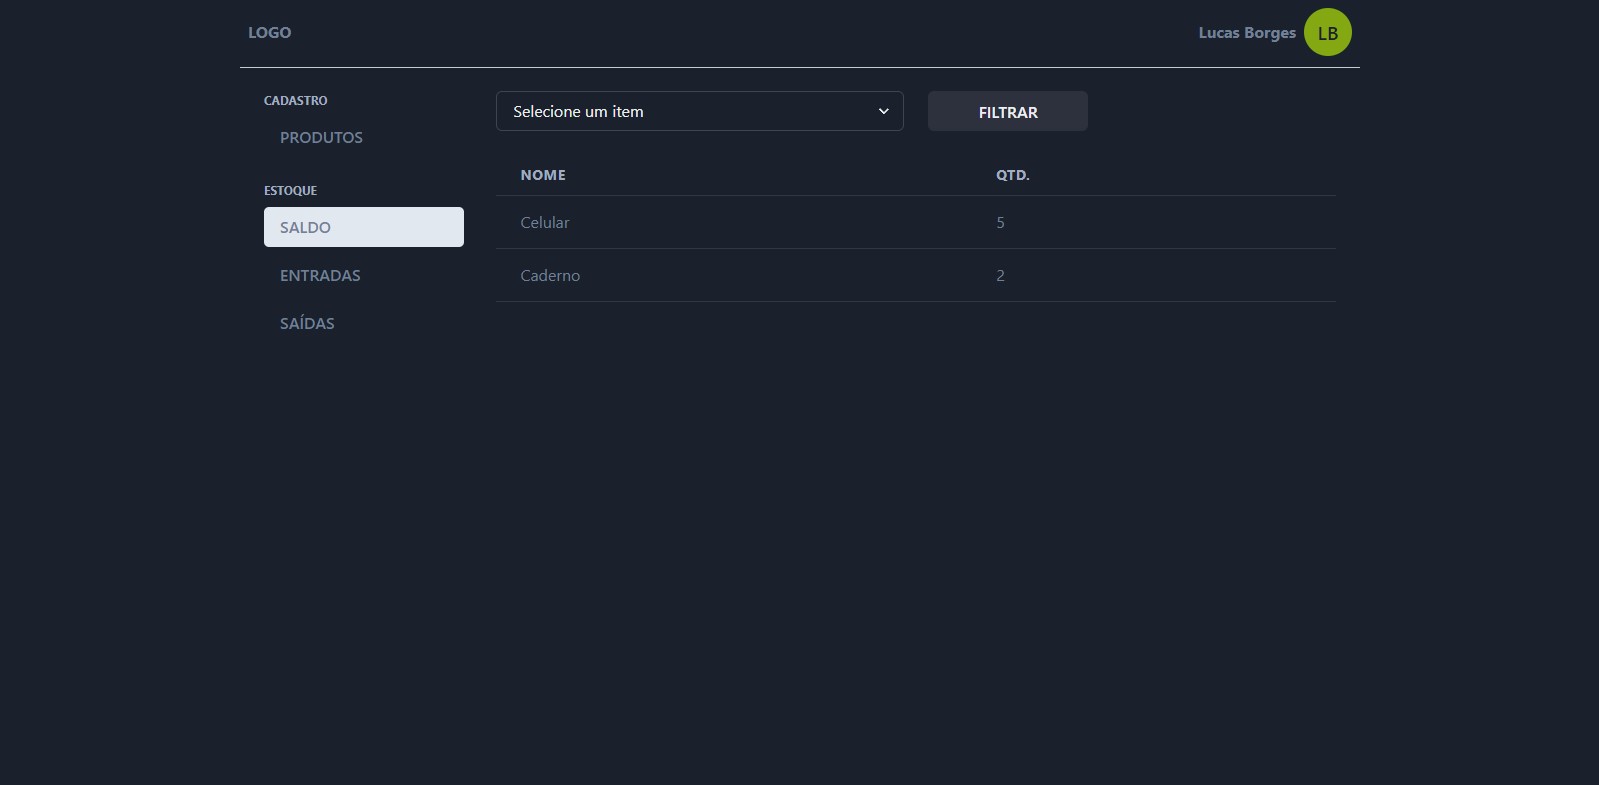 LOGO
Lucas Borges LB
CADASTRO
PRODUTOS
ESTOQUE
SALDO
ENTRADAS
SAÍDAS
Selecione um item
FILTRAR
NOME QTD.
Celular 5
Caderno 2